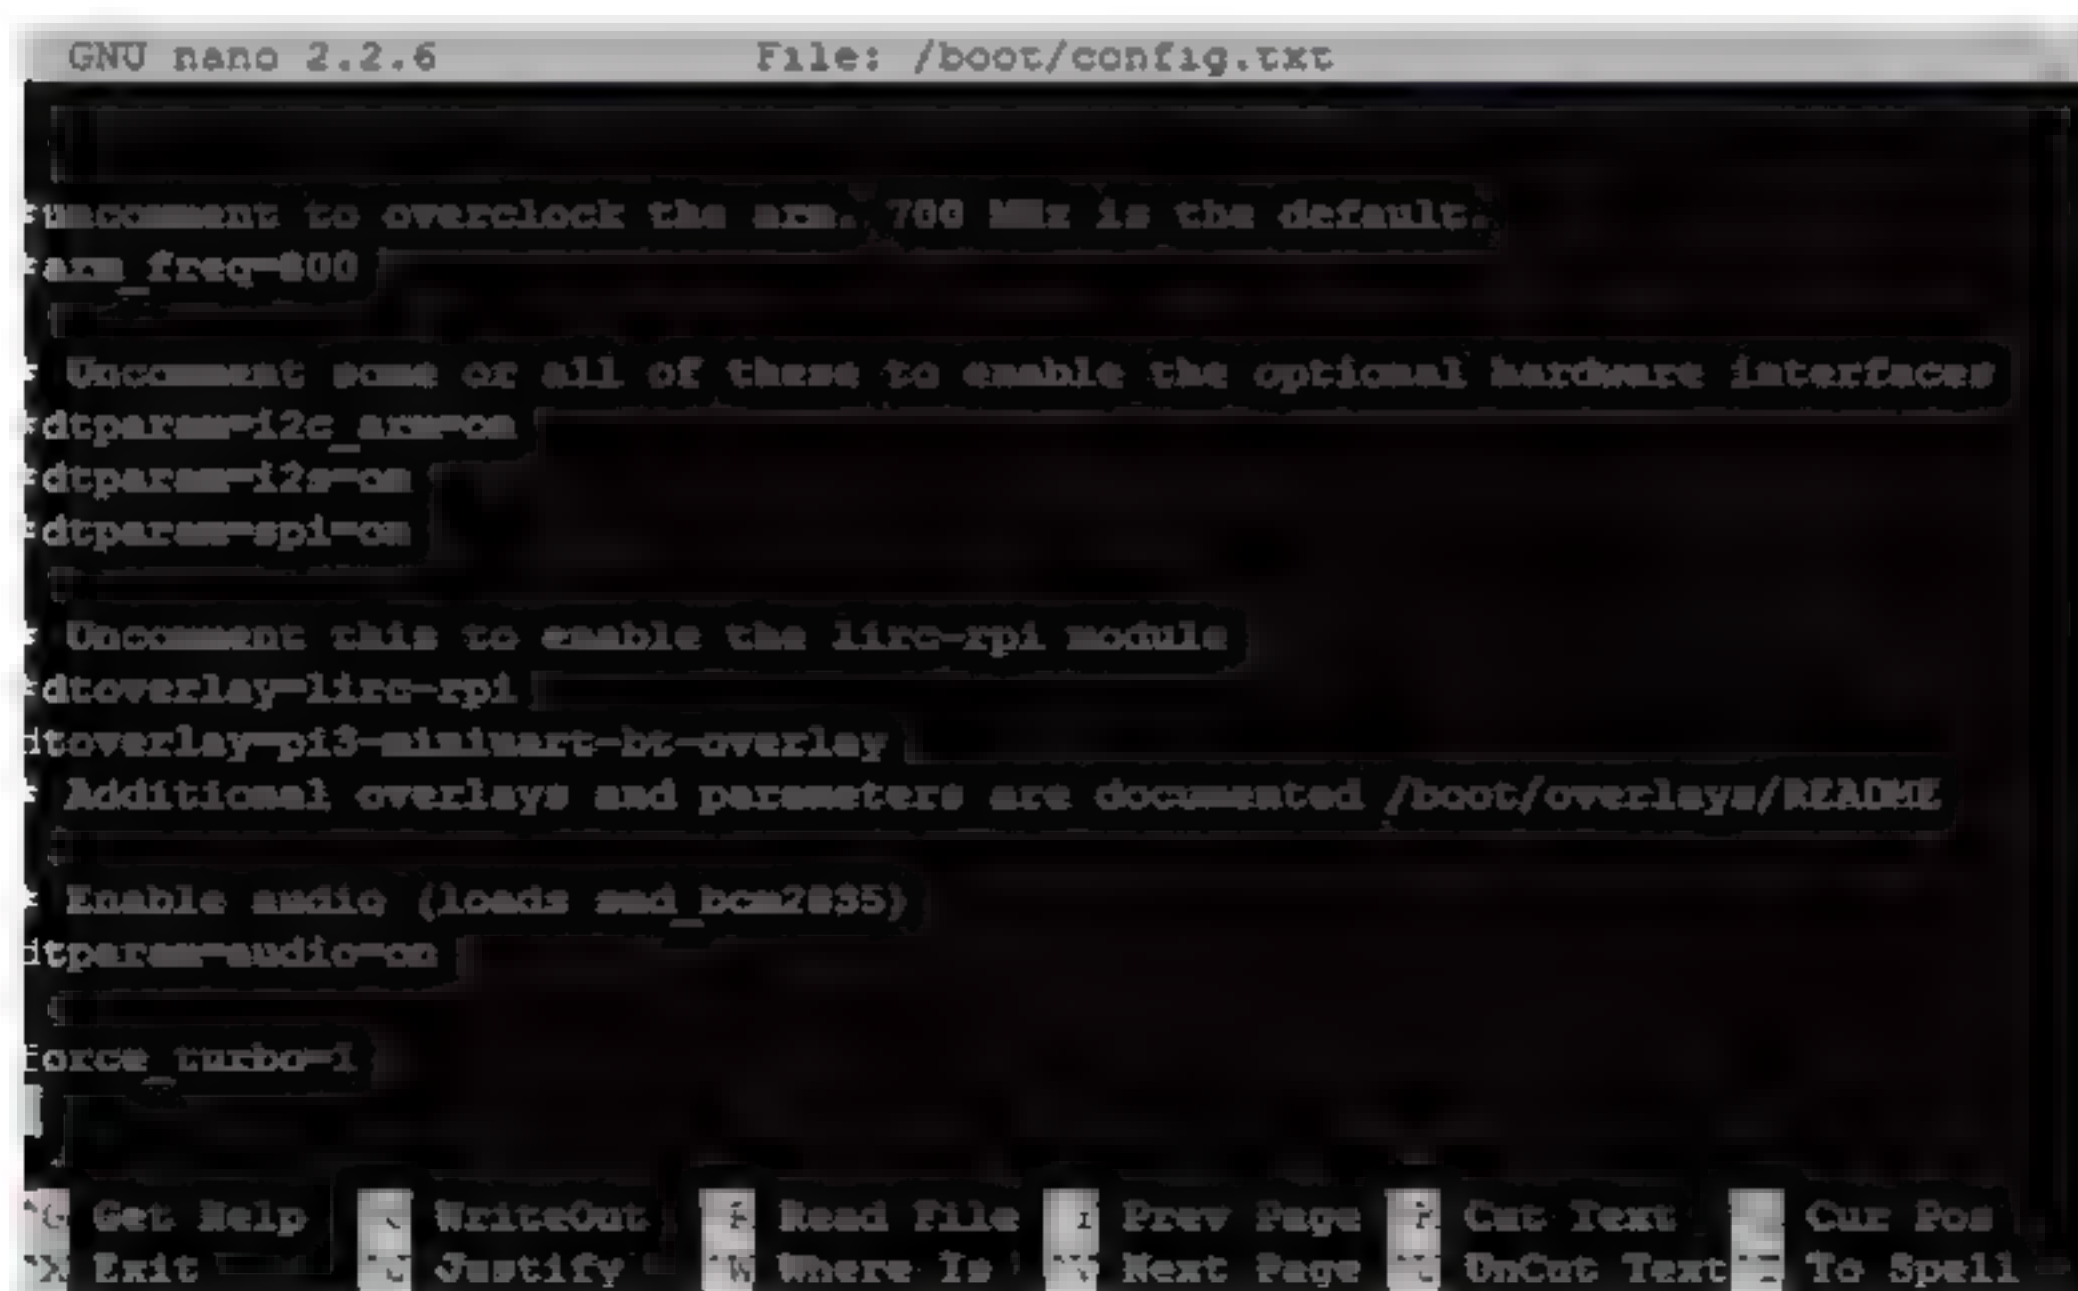 GNU nano 2.2.6 File: /boot/config.txt
#uncomment to overclock the arm. 700 MHz is the default.
#arm_freq=800
# Uncomment some or all of these to enable the optional hardware interfaces
#dtparam=i2c_arm=on
#dtparam=i2s=on
#dtparam=spi=on
# Uncomment this to enable the lirc-rpi module
#dtoverlay=lirc-rpi
dtoverlay=pi3-miniuart-bt-overlay
# Additional overlays and parameters are documented /boot/overlays/README
# Enable audio (loads snd_bcm2835)
dtparam=audio=on
force_turbo=1
^G Get Help WriteOut Read File Prev Page Cut Text Cur Pos
^X Exit ^J Justify ^W Where Is Next Page UnCut Text To Spell